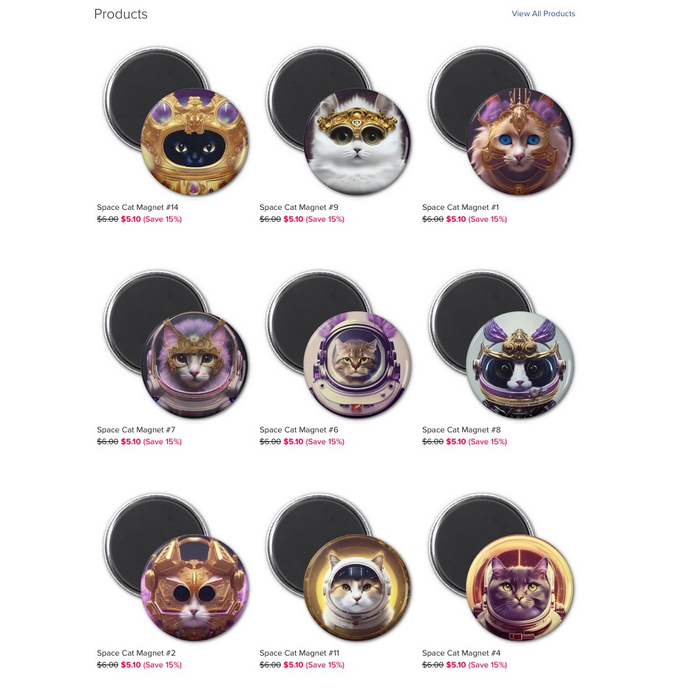 Products
View All Products
Space Cat Magnet #14
$6.00 $5.10 (Save 15%)
Space Cat Magnet #9
$6.00 $5.10 (Save 15%)
Space Cat Magnet #1
$6.00 $5.10 (Save 15%)
Space Cat Magnet #7
$6.00 $5.10 (Save 15%)
Space Cat Magnet #6
$6.00 $5.10 (Save 15%)
Space Cat Magnet #8
$6.00 $5.10 (Save 15%)
Space Cat Magnet #2
$6.00 $5.10 (Save 15%)
Space Cat Magnet #11
$6.00 $5.10 (Save 15%)
Space Cat Magnet #4
$6.00 $5.10 (Save 15%)